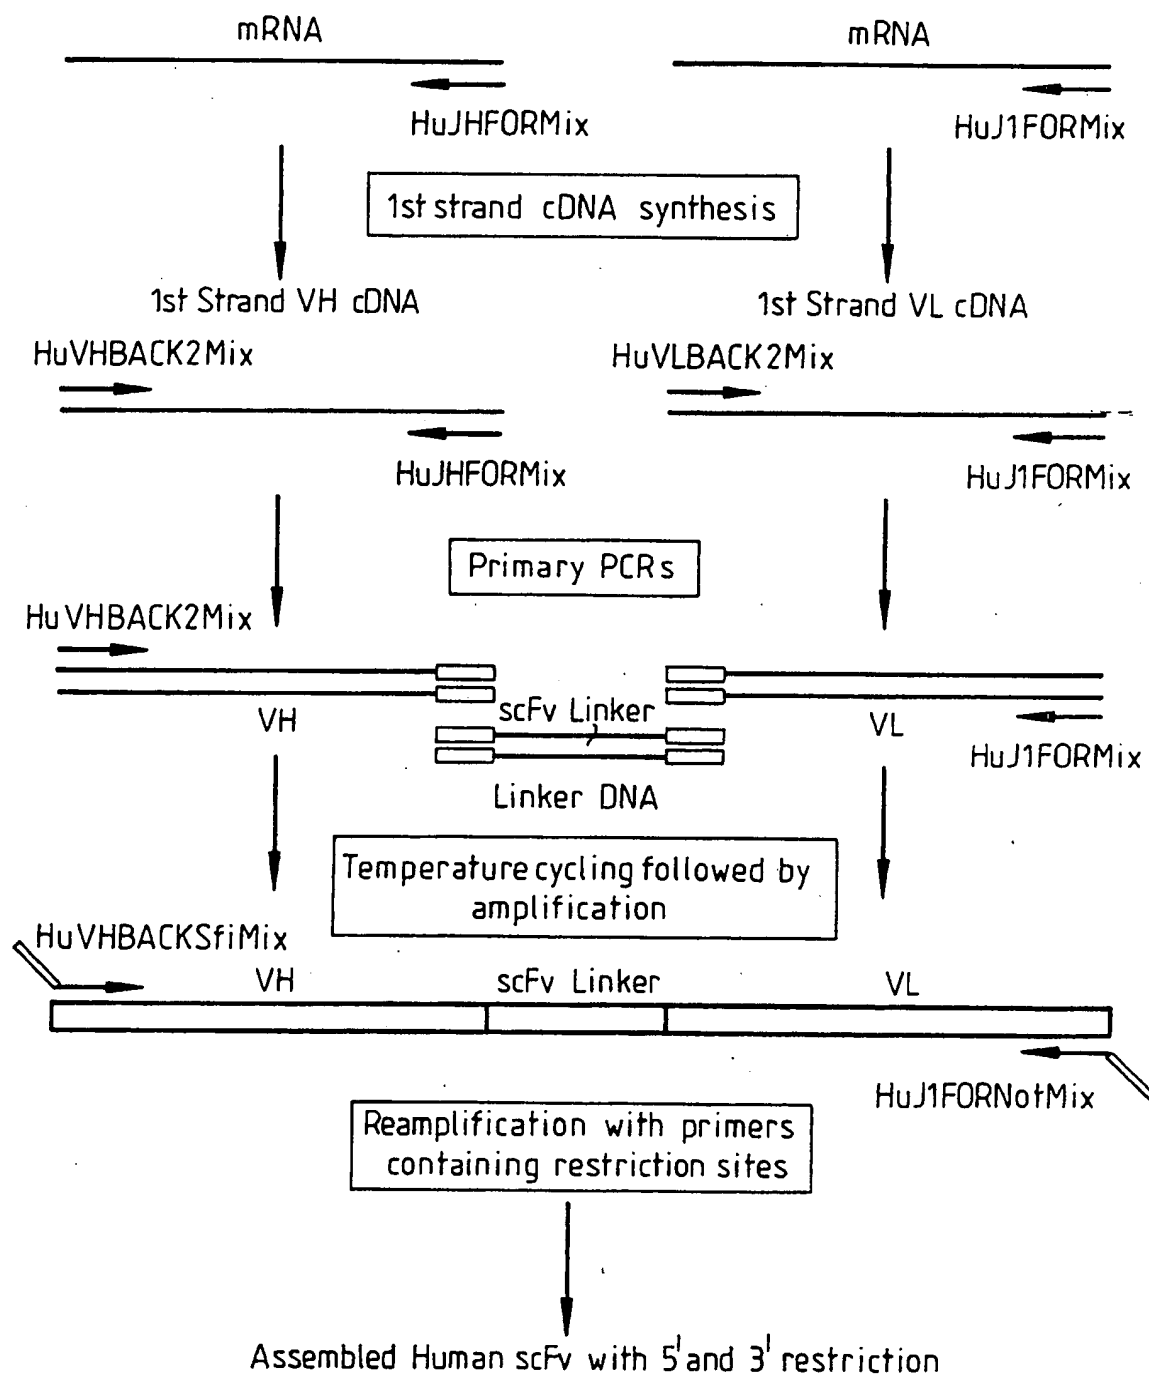 mRNA
mRNA
HuJHFORMix
HuJ1FORMix
1st strand cDNA synthesis
1st Strand VH cDNA
1st Strand VL cDNA
HuVHBACK2Mix
HuVLBACK2Mix
HuJHFORMix
HuJ1FORMix
Primary PCRs
HuVHBACK2Mix
VH
scFv Linker
VL
HuJ1FORMix
Linker DNA
Temperature cycling followed by
amplification
HuVHBACKSfiMix
VH
scFv Linker
VL
HuJ1FORNotMix
Reamplification with primers
containing restriction sites
Assembled Human scFv with 5' and 3' restriction